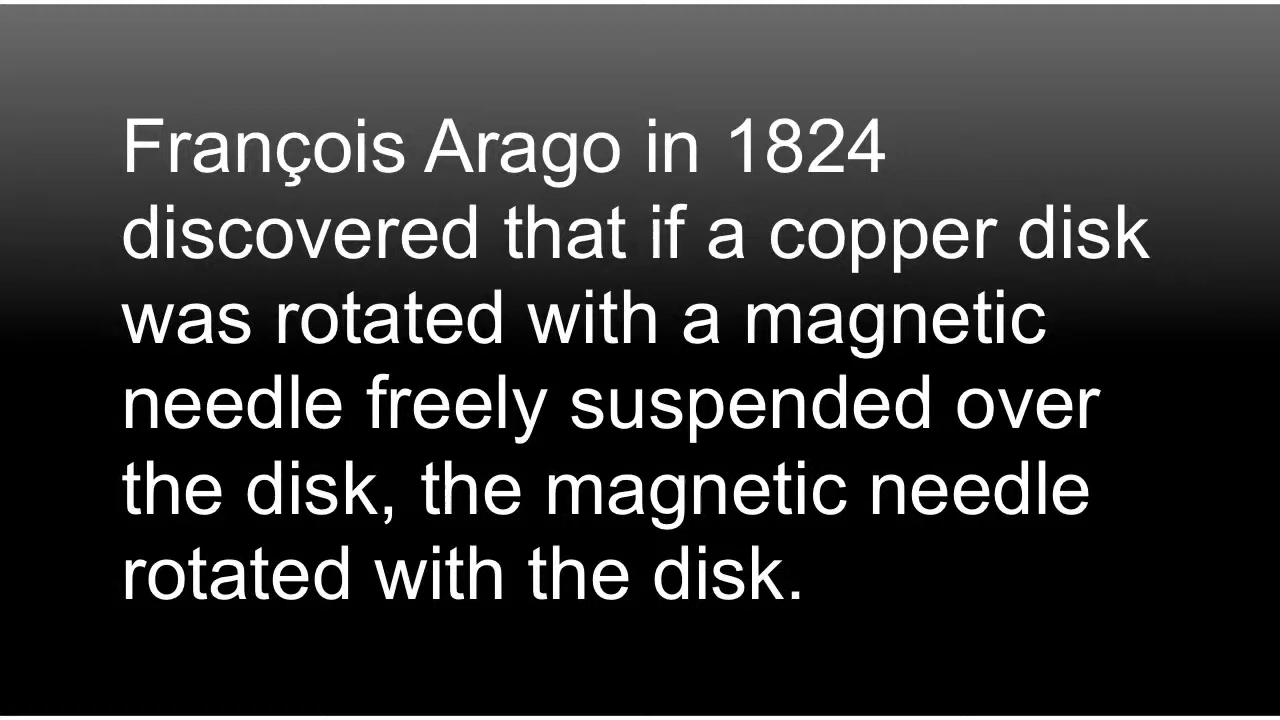 François Arago in 1824
discovered that if a copper disk
was rotated with a magnetic
needle freely suspended over
the disk, the magnetic needle
rotated with the disk.